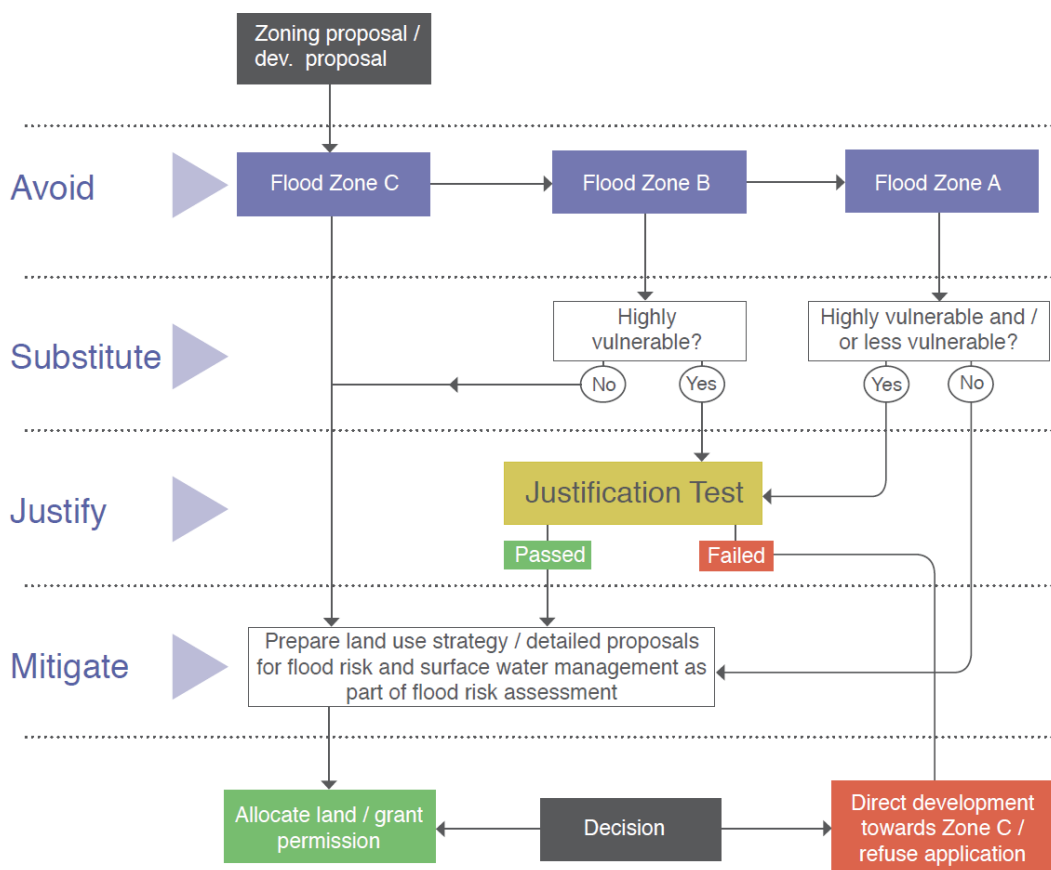 Zoning proposal /
dev. proposal
Avoid
Flood Zone C
Flood Zone B
Flood Zone A
Substitute
Highly
vulnerable?
No
Yes
Highly vulnerable and /
or less vulnerable?
Yes
No
Justify
Justification Test
Passed
Failed
Mitigate
Prepare land use strategy / detailed proposals
for flood risk and surface water management as
part of flood risk assessment
Allocate land / grant
permission
Decision
Direct development
towards Zone C /
refuse application